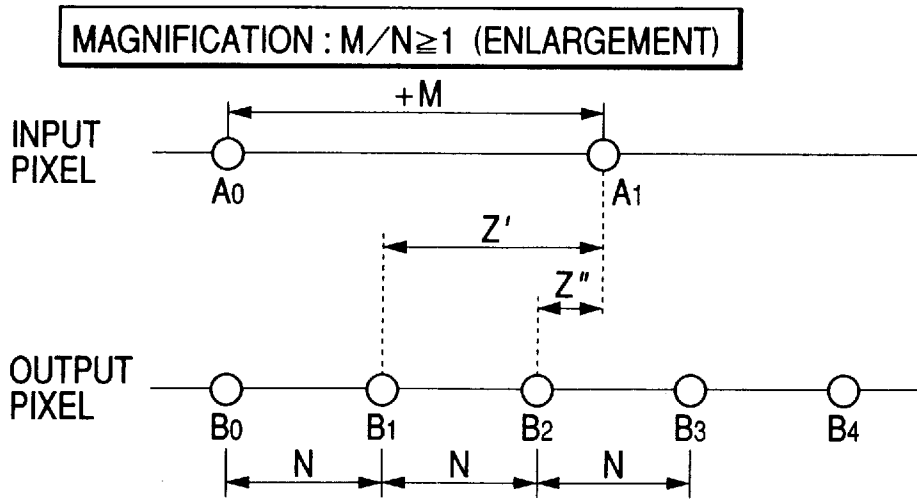 MAGNIFICATION : M/N≧1 (ENLARGEMENT)
+M
INPUT
PIXEL
A0 A1
Z'
Z"
OUTPUT
PIXEL
B0 B1 B2 B3 B4
N N N